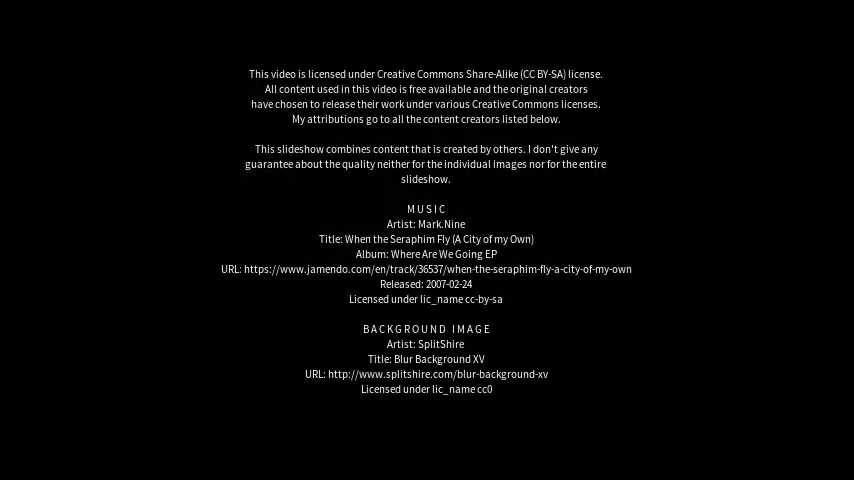 This video is licensed under Creative Commons Share-Alike (CC BY-SA) license.
All content used in this video is free available and the original creators
have chosen to release their work under various Creative Commons licenses.
My attributions go to all the content creators listed below.
This slideshow combines content that is created by others. I don't give any
guarantee about the quality neither for the individual images nor for the entire
slideshow.
M U S I C
Artist: Mark.Nine
Title: When the Seraphim Fly (A City of my Own)
Album: Where Are We Going EP
URL: https://www.jamendo.com/en/track/36537/when-the-seraphim-fly-a-city-of-my-own
Released: 2007-02-24
Licensed under lic_name cc-by-sa
B A C K G R O U N D   I M A G E
Artist: SplitShire
Title: Blur Background XV
URL: http://www.splitshire.com/blur-background-xv
Licensed under lic_name cc0